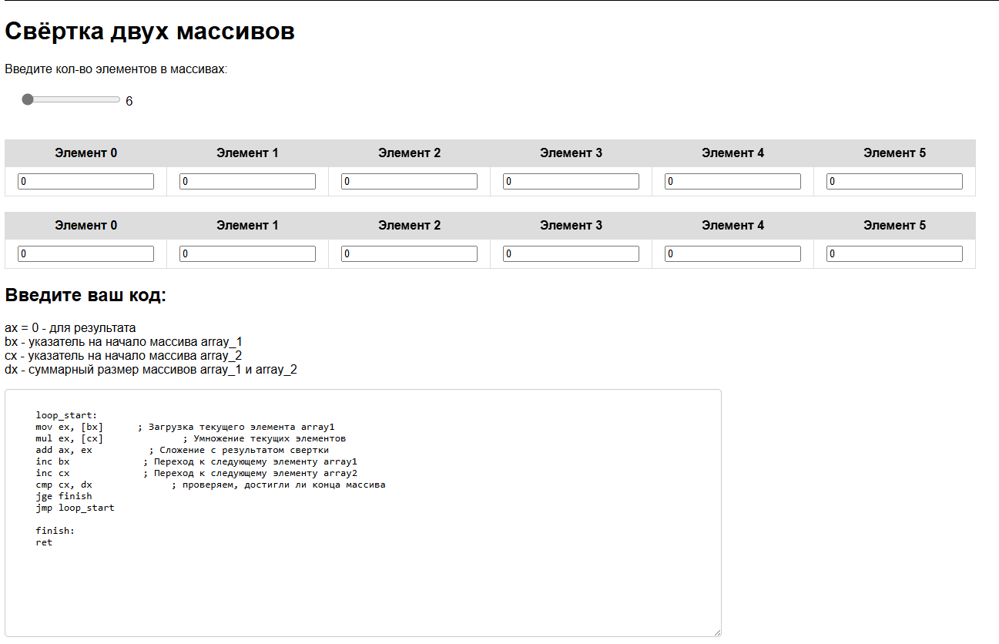 Свёртка двух массивов
Введите кол-во элементов в массивах:
6
Элемент 0 Элемент 1 Элемент 2 Элемент 3 Элемент 4 Элемент 5
0 0 0 0 0 0
Элемент 0 Элемент 1 Элемент 2 Элемент 3 Элемент 4 Элемент 5
0 0 0 0 0 0
Введите ваш код:
ax = 0 - для результата
bx - указатель на начало массива array_1
cx - указатель на начало массива array_2
dx - суммарный размер массивов array_1 и array_2
loop_start:
mov ex, [bx] ; Загрузка текущего элемента array1
mul ex, [cx] ; Умножение текущих элементов
add ax, ex ; Сложение с результатом свертки
inc bx ; Переход к следующему элементу array1
inc cx ; Переход к следующему элементу array2
cmp cx, dx ; проверяем, достигли ли конца массива
jge finish
jmp loop_start
finish:
ret